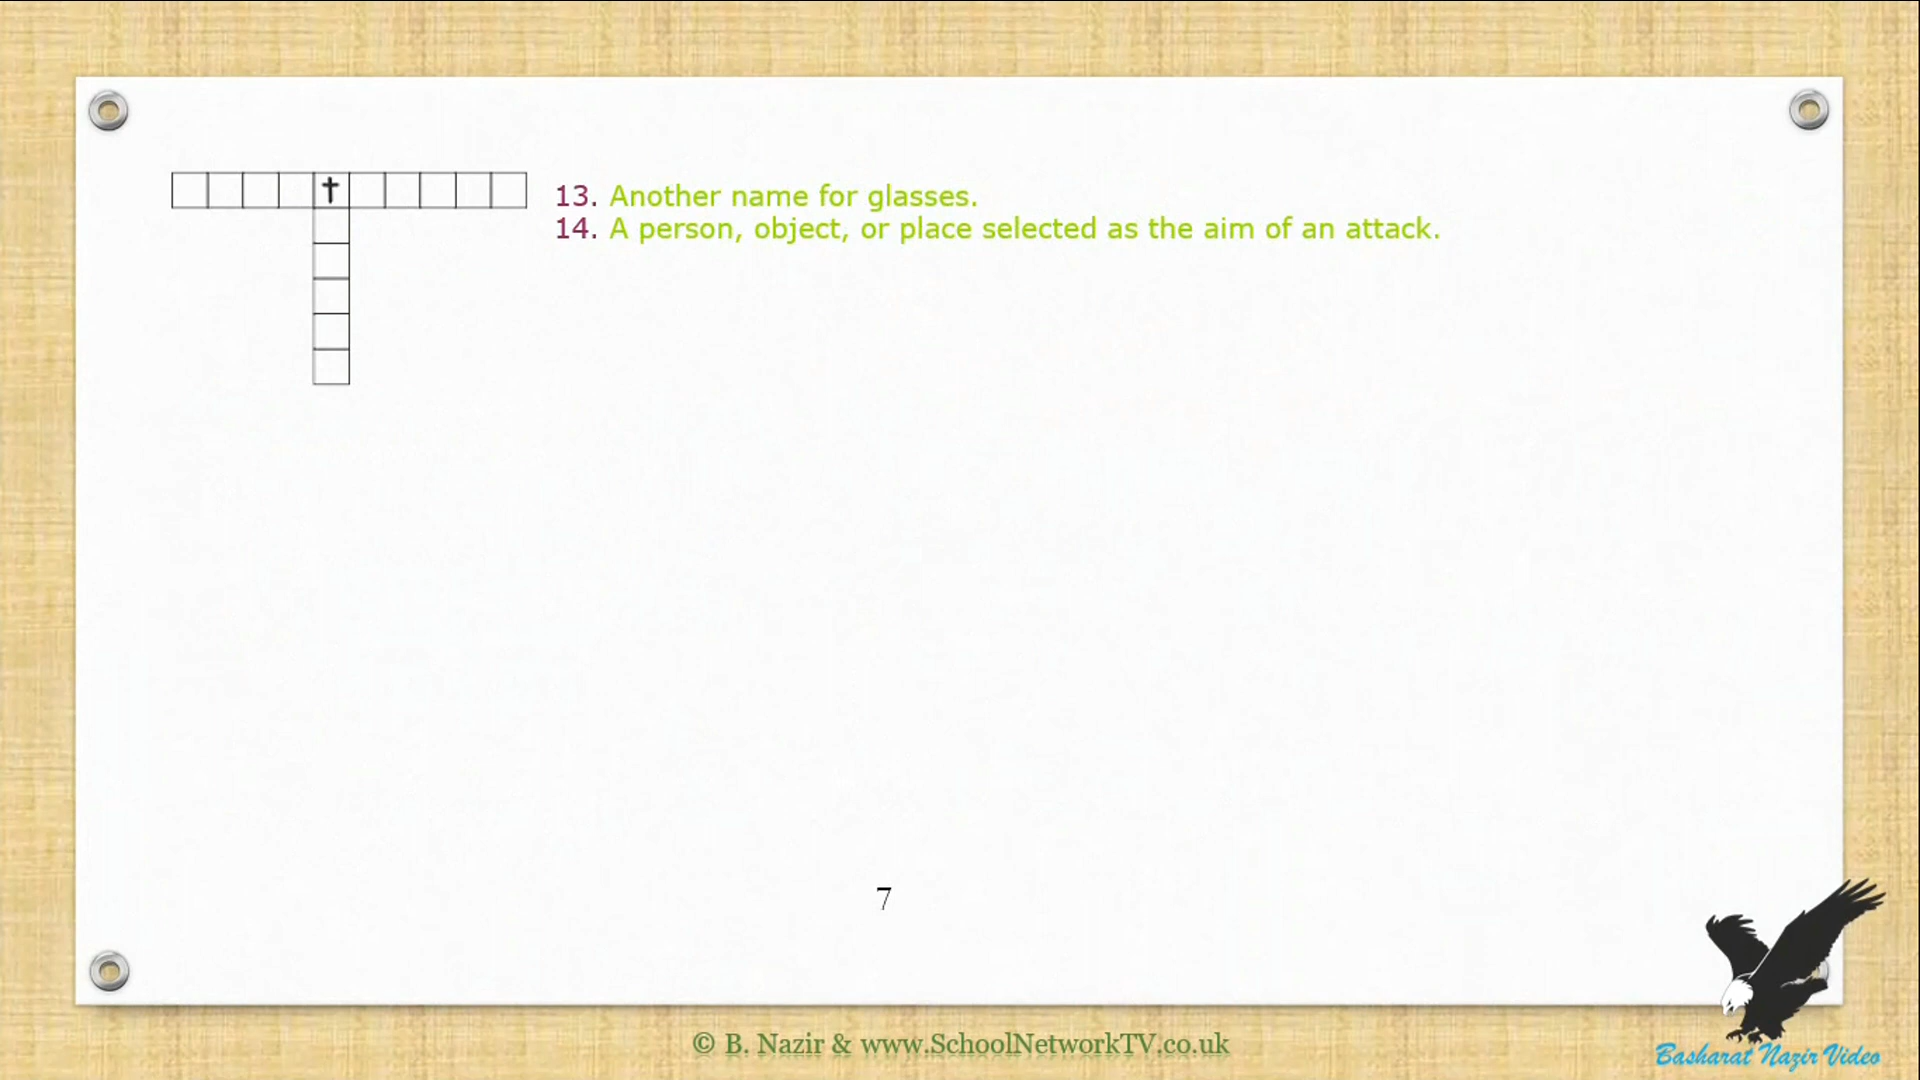 t
13. Another name for glasses.
14. A person, object, or place selected as the aim of an attack.
7
© B. Nazir & www.SchoolNetworkTV.co.uk
Basharat Nazir Video